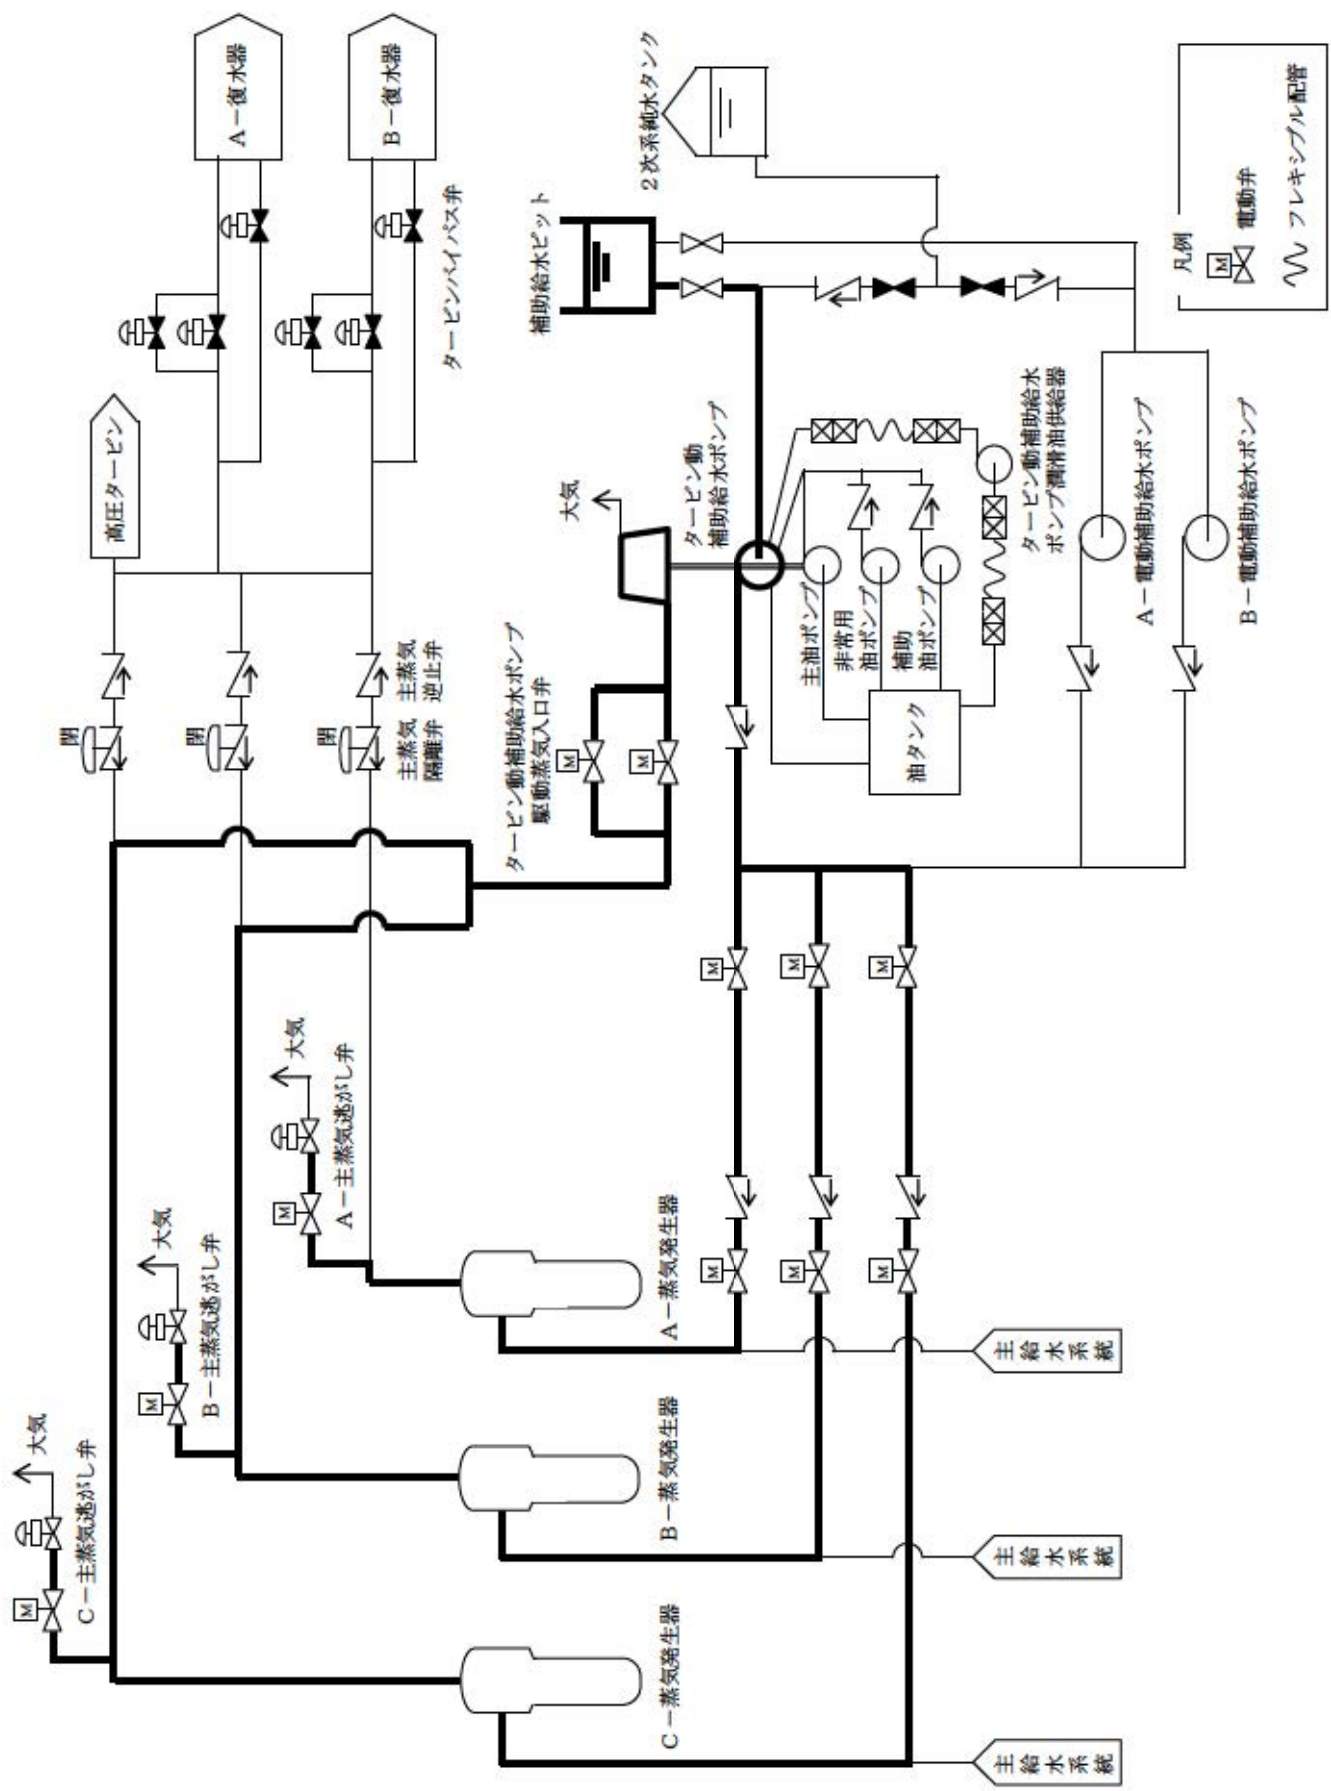 A－復水器
B－復水器
タービンバイパス弁
高圧タービン
閉
閉
閉
主蒸気
隔離弁
主蒸気
逆止弁
2次系純水タンク
補助給水ピット
大気
タービン動
補助給水ポンプ
タービン動補助給水ポンプ
駆動蒸気入口弁
M
M
主油ポンプ
非常用
油ポンプ
補助
油ポンプ
油タンク
タービン動補助給水
ポンプ潤滑油供給器
A－電動補助給水ポンプ
B－電動補助給水ポンプ
凡例
M
電動弁
フレキシブル配管
大気
M
A－主蒸気逃がし弁
大気
M
B－主蒸気逃がし弁
大気
M
C－主蒸気逃がし弁
A－蒸気発生器
B－蒸気発生器
C－蒸気発生器
M
M
M
M
M
M
主給水系統
主給水系統
主給水系統